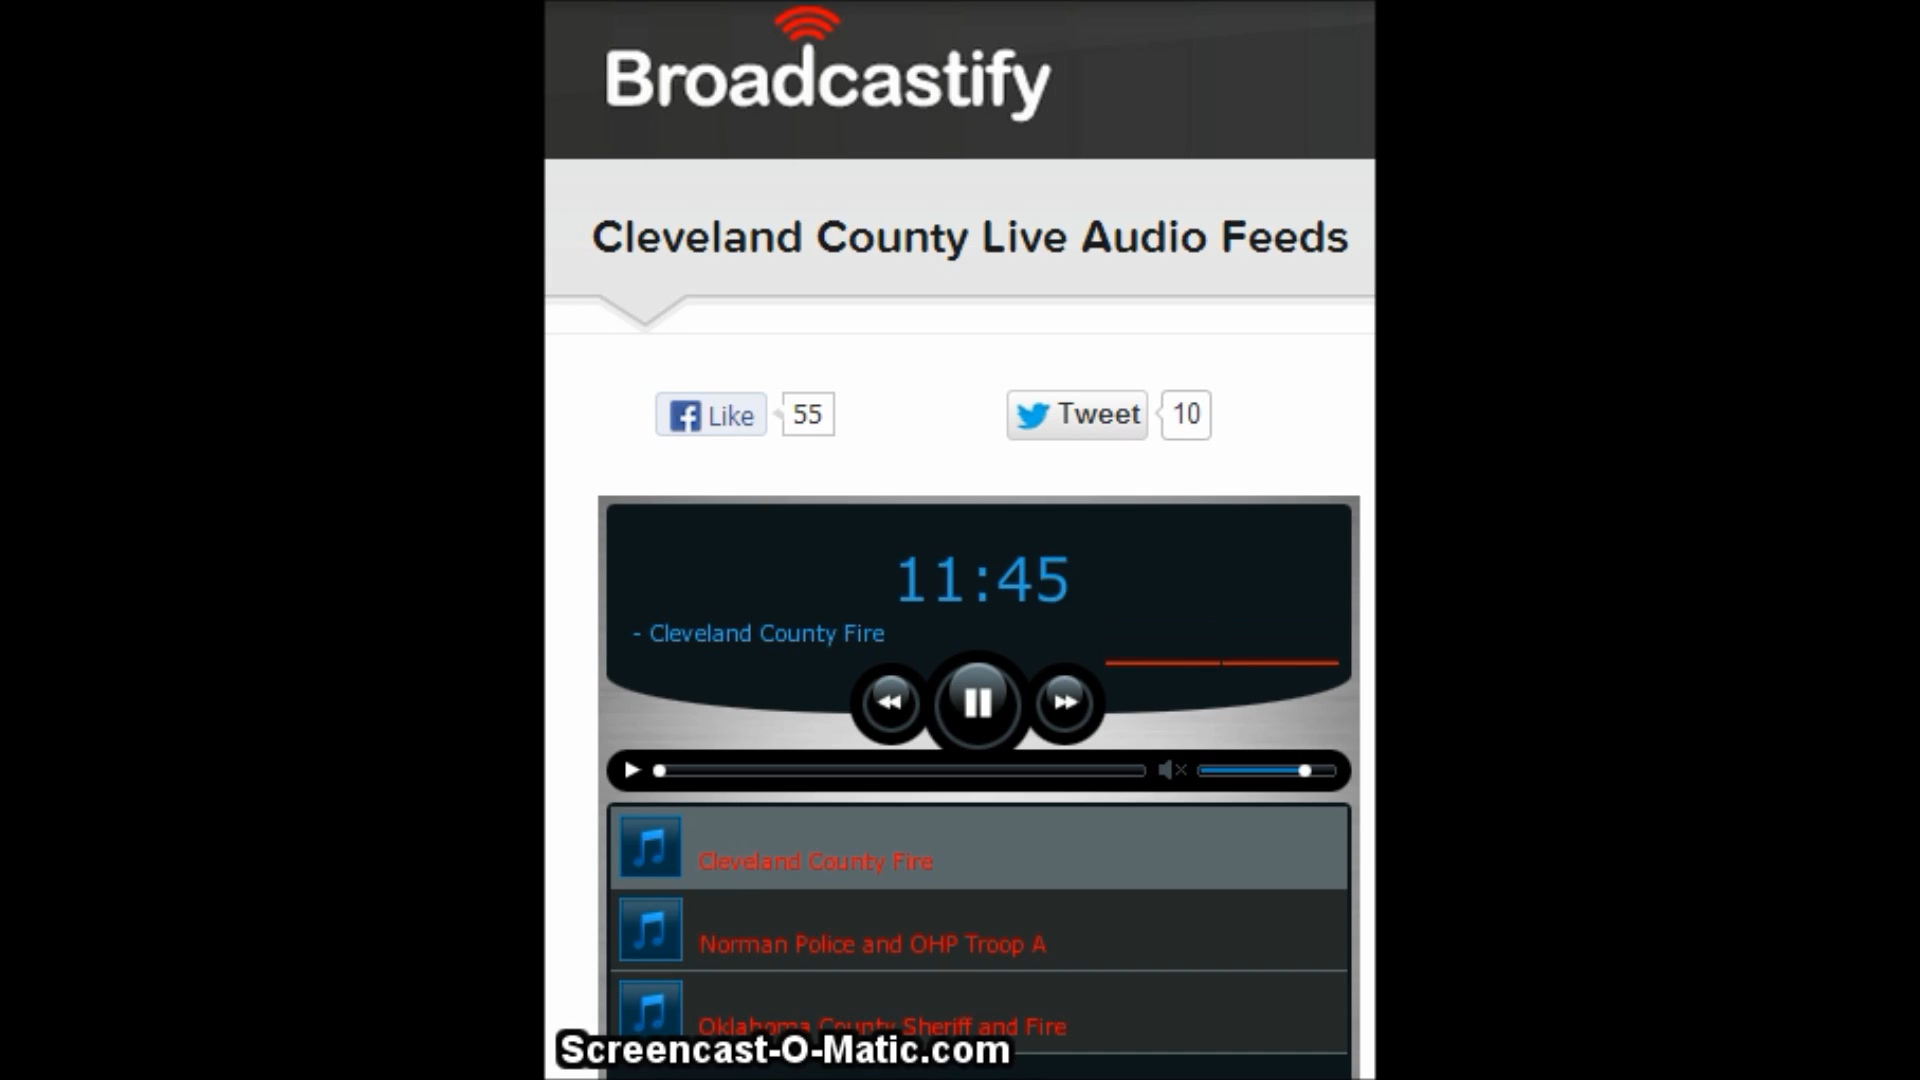 Broadcastify
Cleveland County Live Audio Feeds
Like 55
Tweet 10
11:45
- Cleveland County Fire
Cleveland County Fire
Norman Police and OHP Troop A
Oklahoma County Sheriff and Fire
Screencast-O-Matic.com